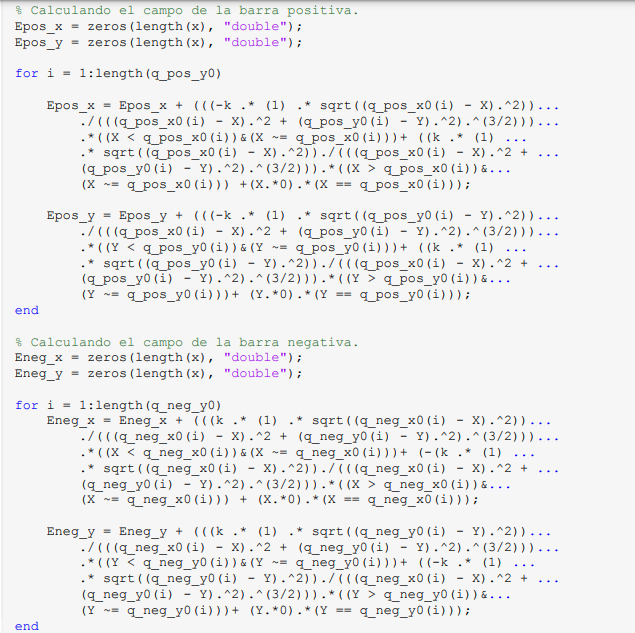 % Calculando el campo de la barra positiva.
Epos_x = zeros(length(x), "double");
Epos_y = zeros(length(x), "double");
for i = 1:length(q_pos_y0)
Epos_x = Epos_x + (((-k .* (1) .* sqrt((q_pos_x0(i) - X).^2))...
./(((q_pos_x0(i) - X).^2 + (q_pos_y0(i) - Y).^2).^(3/2)))...
.*((X < q_pos_x0(i))&(X ~= q_pos_x0(i)))+ ((k .* (1) ...
.* sqrt((q_pos_x0(i) - X).^2))./(((q_pos_x0(i) - X).^2 + ...
(q_pos_y0(i) - Y).^2).^(3/2))).*((X > q_pos_x0(i))&...
(X ~= q_pos_x0(i))) +(X.*0).*(X == q_pos_x0(i)));
Epos_y = Epos_y + (((-k .* (1) .* sqrt((q_pos_y0(i) - Y).^2))...
./(((q_pos_x0(i) - X).^2 + (q_pos_y0(i) - Y).^2).^(3/2)))...
.*((Y < q_pos_y0(i))&(Y ~= q_pos_y0(i)))+ ((k .* (1) ...
.* sqrt((q_pos_y0(i) - Y).^2))./(((q_pos_x0(i) - X).^2 + ...
(q_pos_y0(i) - Y).^2).^(3/2))).*((Y > q_pos_y0(i))&...
(Y ~= q_pos_y0(i)))+ (Y.*0).*(Y == q_pos_y0(i)));
end
% Calculando el campo de la barra negativa.
Eneg_x = zeros(length(x), "double");
Eneg_y = zeros(length(x), "double");
for i = 1:length(q_neg_y0)
Eneg_x = Eneg_x + (((k .* (1) .* sqrt((q_neg_x0(i) - X).^2))...
./(((q_neg_x0(i) - X).^2 + (q_neg_y0(i) - Y).^2).^(3/2)))...
.*((X < q_neg_x0(i))&(X ~= q_neg_x0(i)))+ (-(k .* (1) ...
.* sqrt((q_neg_x0(i) - X).^2))./(((q_neg_x0(i) - X).^2 + ...
(q_neg_y0(i) - Y).^2).^(3/2))).*((X > q_neg_x0(i))&...
(X ~= q_neg_x0(i))) + (X.*0).*(X == q_neg_x0(i)));
Eneg_y = Eneg_y + (((k .* (1) .* sqrt((q_neg_y0(i) - Y).^2))...
./(((q_neg_x0(i) - X).^2 + (q_neg_y0(i) - Y).^2).^(3/2)))...
.*((Y < q_neg_y0(i))&(Y ~= q_neg_y0(i)))+ ((-k .* (1) ...
.* sqrt((q_neg_y0(i) - Y).^2))./(((q_neg_x0(i) - X).^2 + ...
(q_neg_y0(i) - Y).^2).^(3/2))).*((Y > q_neg_y0(i))&...
(Y ~= q_neg_y0(i)))+ (Y.*0).*(Y == q_neg_y0(i)));
end